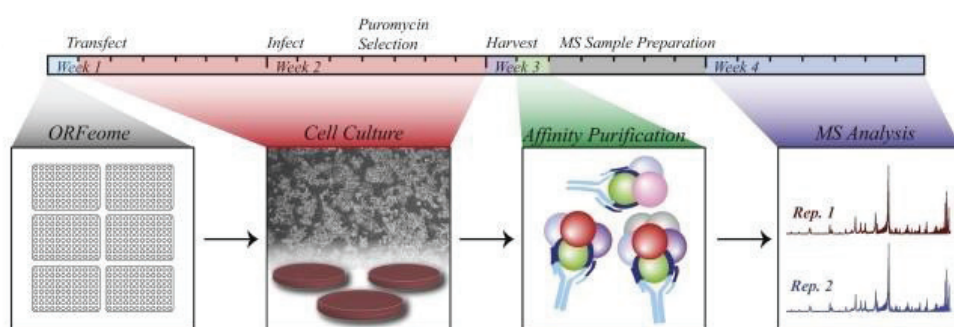 Puromycin
Transfect Infect Selection Harvest MS Sample Preparation
Week 1 Week 2 Week 3 Week 4
ORFeome Cell Culture Affinity Purification MS Analysis
Rep. 1
Rep. 2